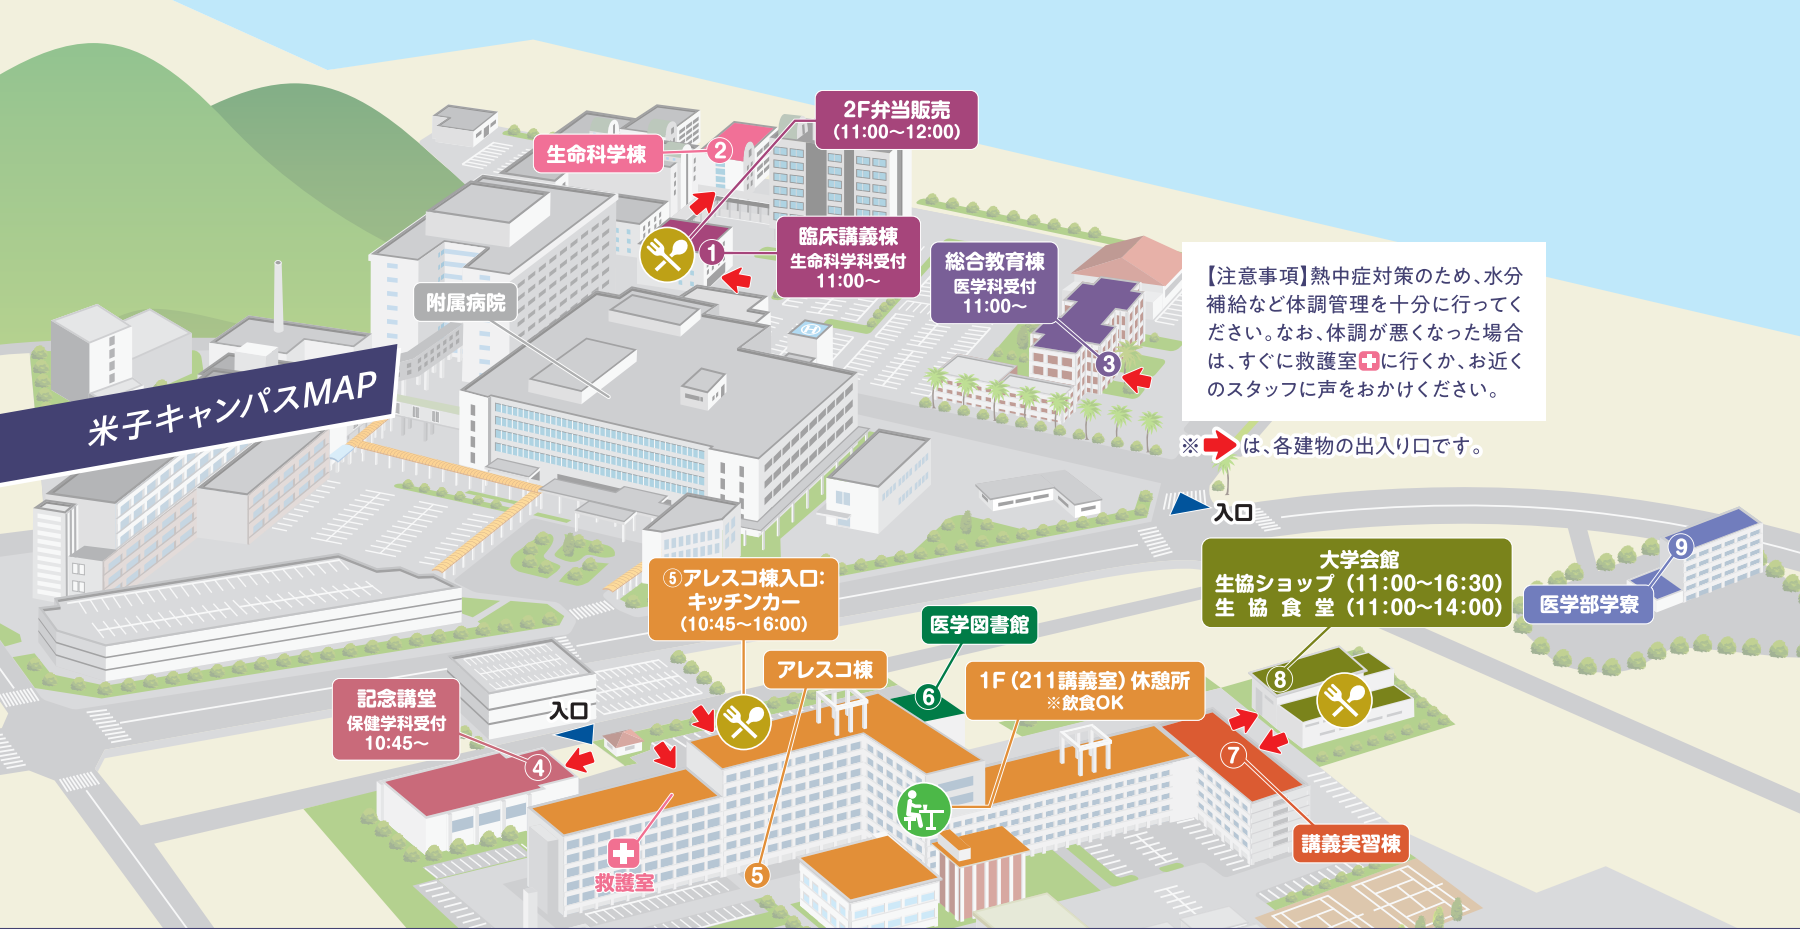 2F弁当販売
(11:00〜12:00)
生命科学棟
2
臨床講義棟
生命科学科受付
11:00〜
1
総合教育棟
医学科受付
11:00〜
3
附属病院
H
米子キャンパスMAP
【注意事項】熱中症対策のため、水分
補給など体調管理を十分に行ってく
ださい。なお、体調が悪くなった場合
は、すぐに救護室に行くか、お近く
のスタッフに声をおかけください。
※は、各建物の出入り口です。
入口
大学会館
生協ショップ (11:00〜16:30)
生協食堂 (11:00〜14:00)
8
9
医学部学寮
⑤アレスコ棟入口:
キッチンカー
(10:45〜16:00)
医学図書館
6
アレスコ棟
5
1F(211講義室)休憩所
※飲食OK
記念講堂
保健学科受付
10:45〜
4
入口
7
講義実習棟
救護室